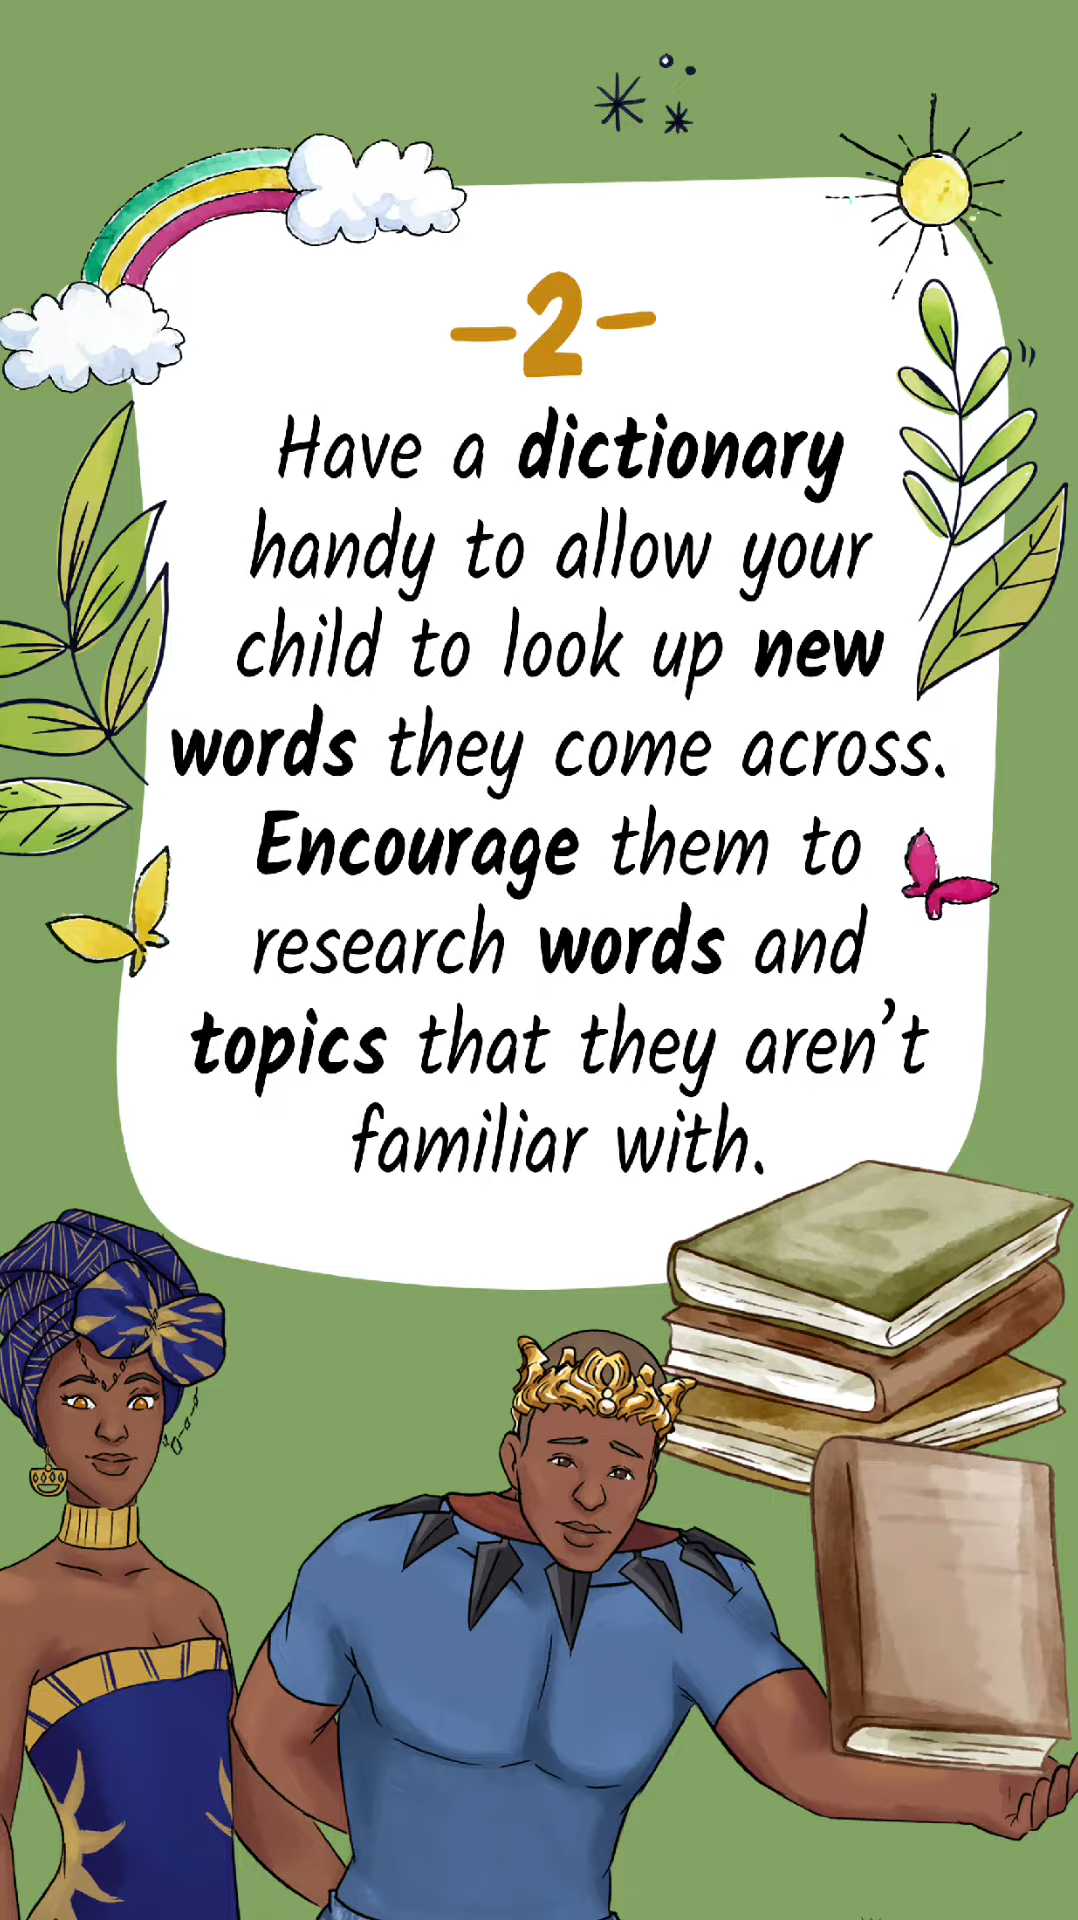 -2-
Have a dictionary
handy to allow your
child to look up new
words they come across.
Encourage them to
research words and
topics that they aren't
familiar with.